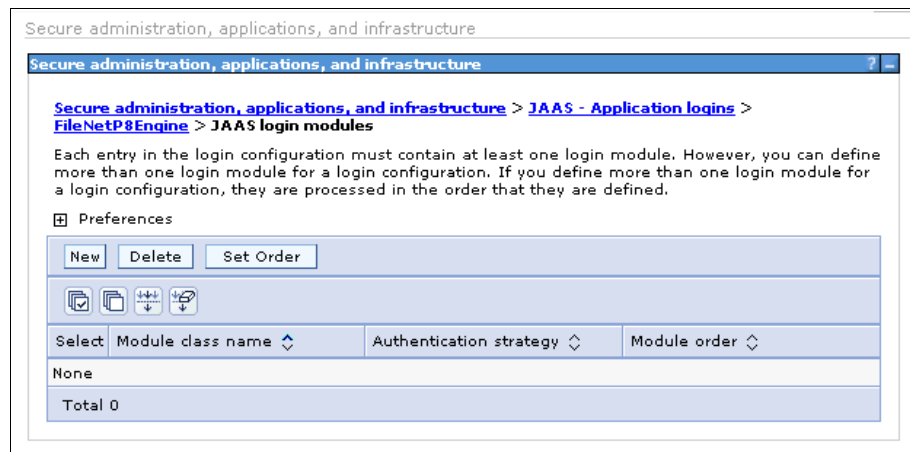 Secure administration, applications, and infrastructure
Secure administration, applications, and infrastructure ? –
Secure administration, applications, and infrastructure > JAAS - Application logins >
FileNetP8Engine > JAAS login modules
Each entry in the login configuration must contain at least one login module. However, you can define
more than one login module for a login configuration. If you define more than one login module for
a login configuration, they are processed in the order that they are defined.
Preferences
New Delete Set Order
Select Module class name Authentication strategy Module order
None
Total 0